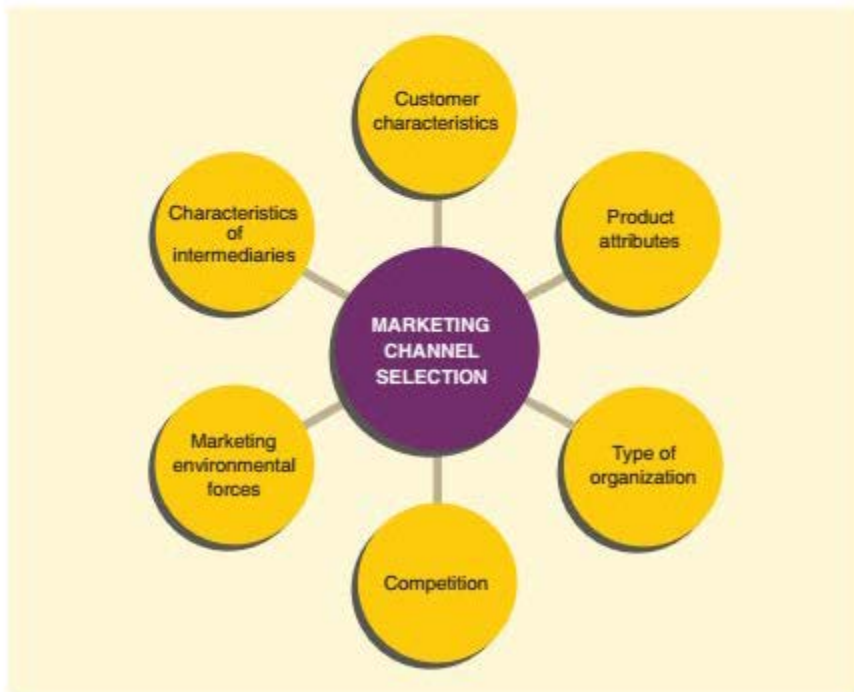 Customer
characteristics
Product
attributes
Type of
organization
Competition
Marketing
environmental
forces
Characteristics
of
intermediaries
MARKETING
CHANNEL
SELECTION